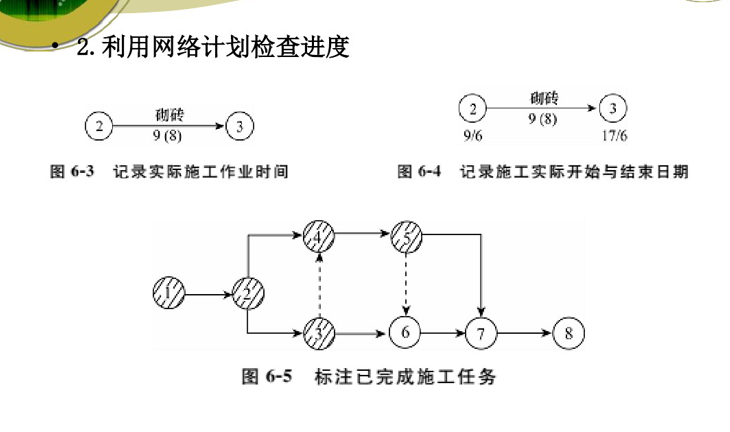 • 2.利用网络计划检查进度
砌砖
2 3
9 (8)
图 6-3 记录实际施工作业时间
砌砖
2 3
9 (8)
9/6 17/6
图 6-4 记录施工实际开始与结束日期
4 5
1 2
3 6 7 8
图 6-5 标注已完成施工任务